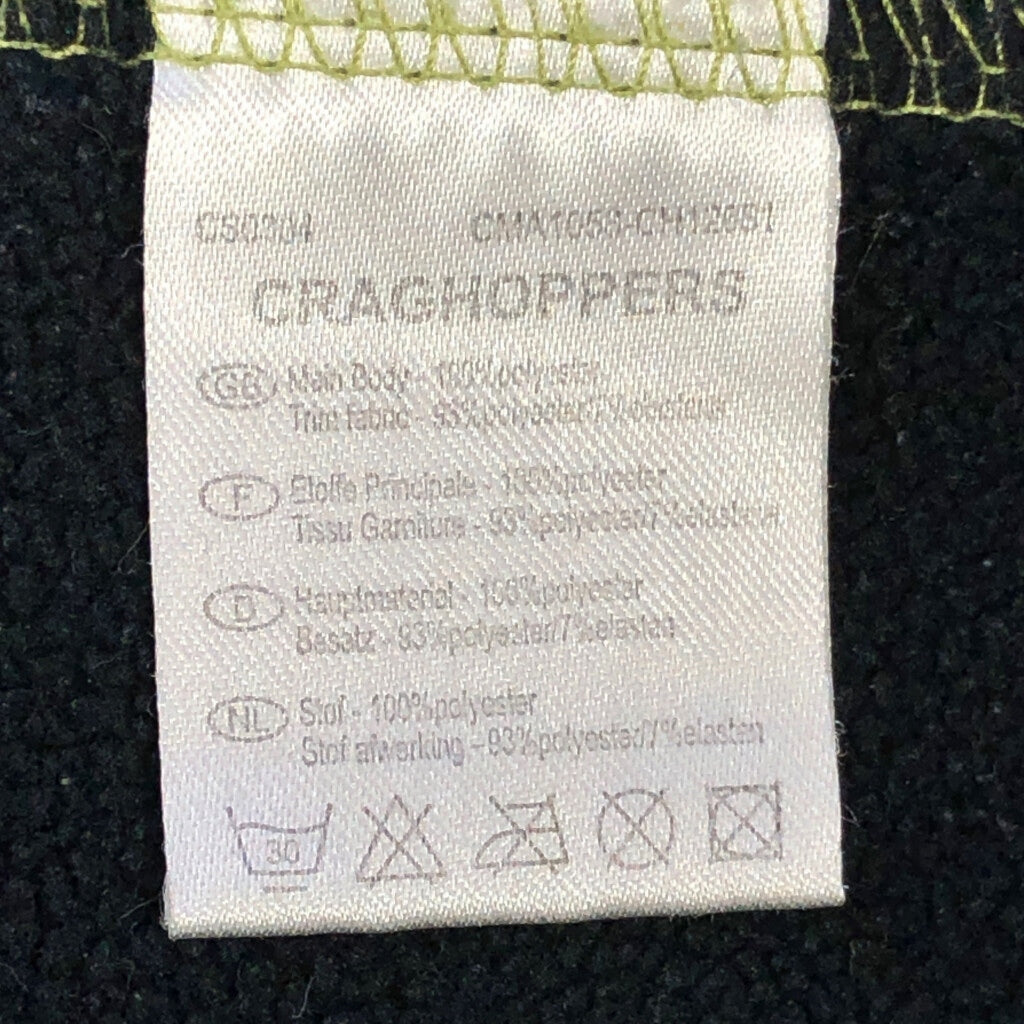 CRAGHOPPERS
GB Main Body - 100%polyester
Trim fabric - 93%polyester/7%
F Etoffe Principale - 100%polyester
Tissu Garniture - 93%polyester/7%elastane
D Hauptmaterial - 100%polyester
Besatz - 93%polyester/7%elastan
NL Stof - 100%polyester
Stof afwerking - 93%polyester/7%elastan
30